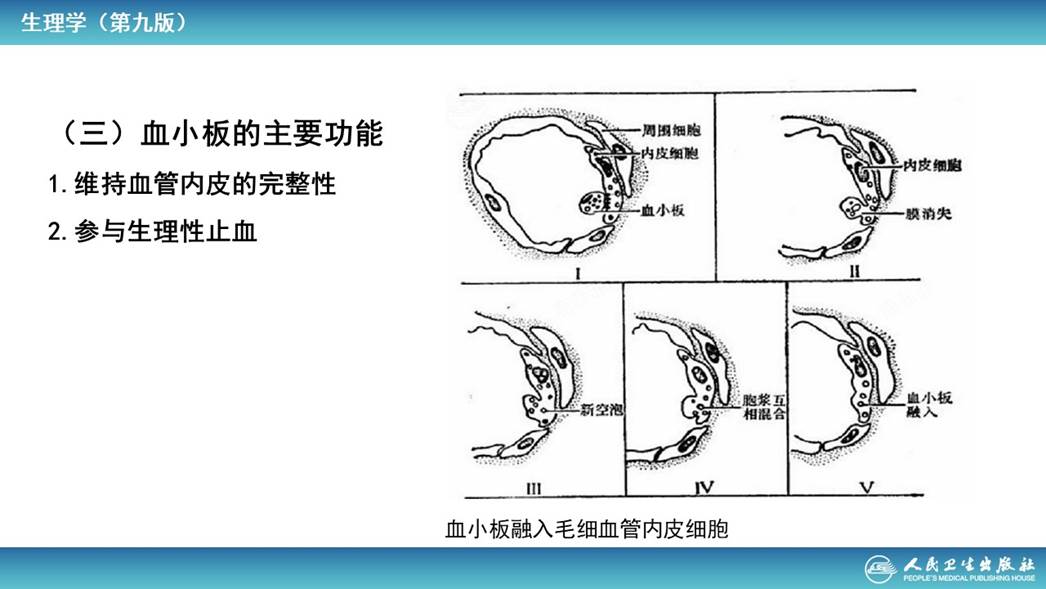 生理学（第九版）
（三）血小板的主要功能
1.维持血管内皮的完整性
2.参与生理性止血
周围细胞
内皮细胞
血小板
I
内皮细胞
膜消失
II
新空泡
III
胞浆互
相混合
IV
血小板
融入
V
血小板融入毛细血管内皮细胞
人民卫生出版社
PEOPLE'S MEDICAL PUBLISHING HOUSE